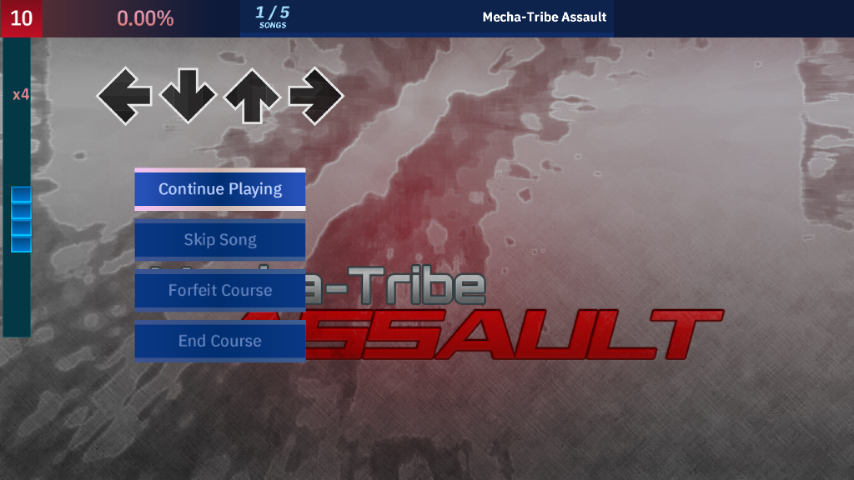 10
0.00%
1 / 5
SONGS
Mecha-Tribe Assault
x4
Continue Playing
Skip Song
Forfeit Course
End Course
a-Tribe
ASSAULT